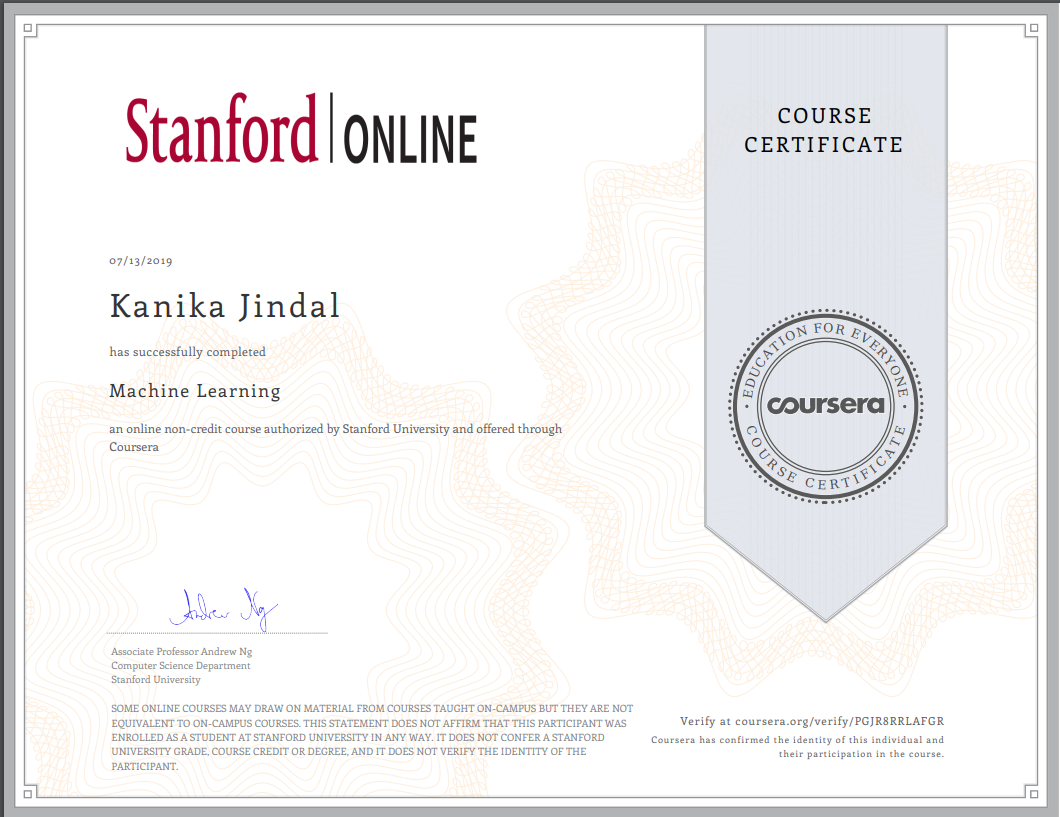 Stanford | ONLINE
COURSE
CERTIFICATE
07/13/2019
Kanika Jindal
has successfully completed
Machine Learning
an online non-credit course authorized by Stanford University and offered through
Coursera
EDUCATION FOR EVERYONE
coursera
COURSE CERTIFICATE
Andrew Ng
Associate Professor Andrew Ng
Computer Science Department
Stanford University
SOME ONLINE COURSES MAY DRAW ON MATERIAL FROM COURSES TAUGHT ON-CAMPUS BUT THEY ARE NOT
EQUIVALENT TO ON-CAMPUS COURSES. THIS STATEMENT DOES NOT AFFIRM THAT THIS PARTICIPANT WAS
ENROLLED AS A STUDENT AT STANFORD UNIVERSITY IN ANY WAY. IT DOES NOT CONFER A STANFORD
UNIVERSITY GRADE, COURSE CREDIT OR DEGREE, AND IT DOES NOT VERIFY THE IDENTITY OF THE
PARTICIPANT.
Verify at coursera.org/verify/PGJR8RRLAFGR
Coursera has confirmed the identity of this individual and
their participation in the course.